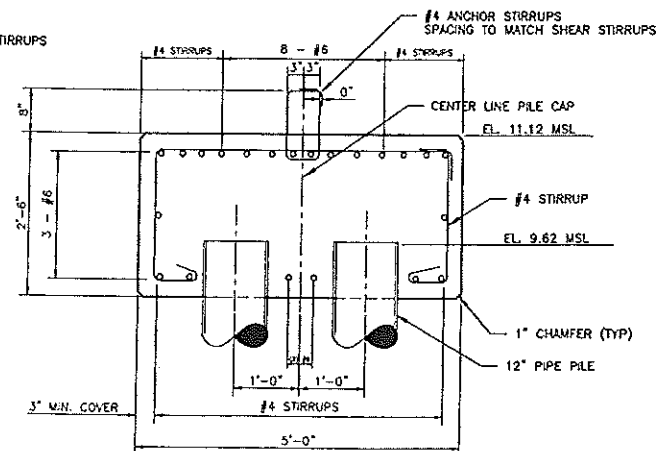 #4 ANCHOR STIRRUPS
SPACING TO MATCH SHEAR STIRRUPS
STIRRUPS
#4 STIRRUPS
8 - #6
#4 STIRRUPS
3" 3"
0"
8"
CENTER LINE PILE CAP
EL. 11.12 MSL
2'-6"
3 - #6
#4 STIRRUP
EL. 9.62 MSL
1" CHAMFER (TYP)
12" PIPE PILE
1'-0" 1'-0"
3" MIN. COVER
#4 STIRRUPS
5'-0"